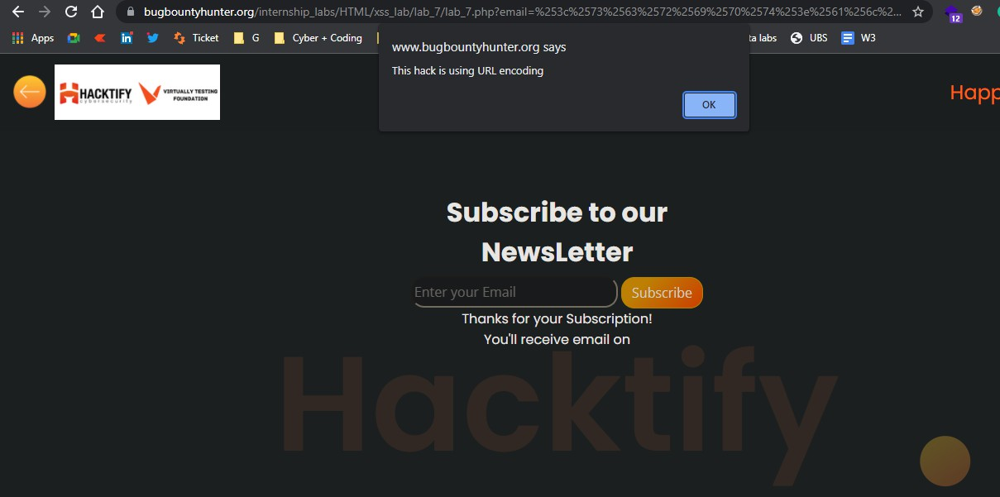 bugbountyhunter.org/internship_labs/HTML/xss_lab/lab_7/lab_7.php?email=%253c%2573%2563%2572%2569%2570%2574%253e%2561%256c%2...
12
Apps
Ticket
G
Cyber + Coding
ta labs
UBS
W3
www.bugbountyhunter.org says
This hack is using URL encoding
OK
HACKTIFY
cybersecurity
VIRTUALLY TESTING
FOUNDATION
Happ
Subscribe to our
NewsLetter
Enter your Email
Subscribe
Thanks for your Subscription!
You'll receive email on
Hacktify